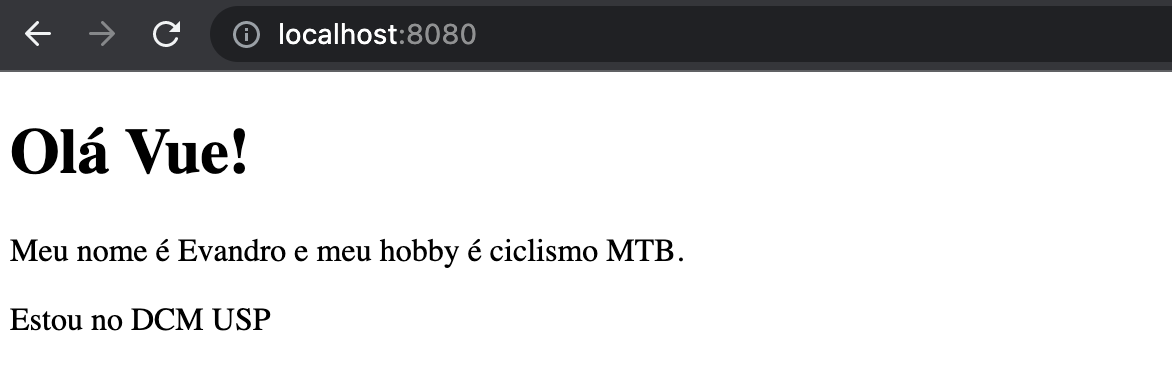 localhost:8080
Olá Vue!
Meu nome é Evandro e meu hobby é ciclismo MTB.
Estou no DCM USP